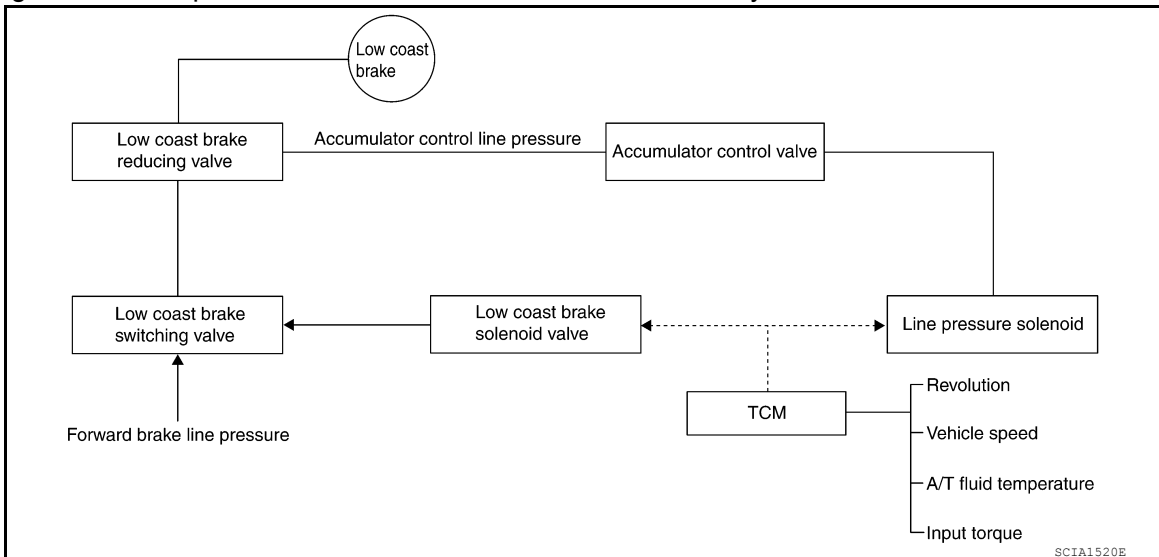 Low coast
brake
Low coast brake
reducing valve
Accumulator control line pressure
Accumulator control valve
Low coast brake
switching valve
Low coast brake
solenoid valve
Line pressure solenoid
TCM
Revolution
Vehicle speed
A/T fluid temperature
Input torque
Forward brake line pressure
SCIA1520E